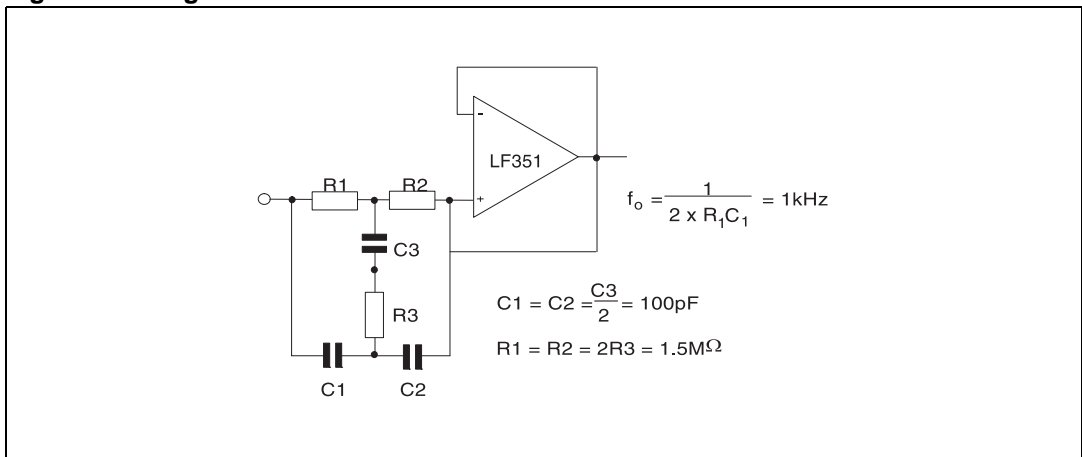 -
LF351
+
R1
R2
C3
R3
C1
C2
f₀ = 1 / 2 x R₁C₁ = 1kHz
C1 = C2 = C3/2 = 100pF
R1 = R2 = 2R3 = 1.5MΩ